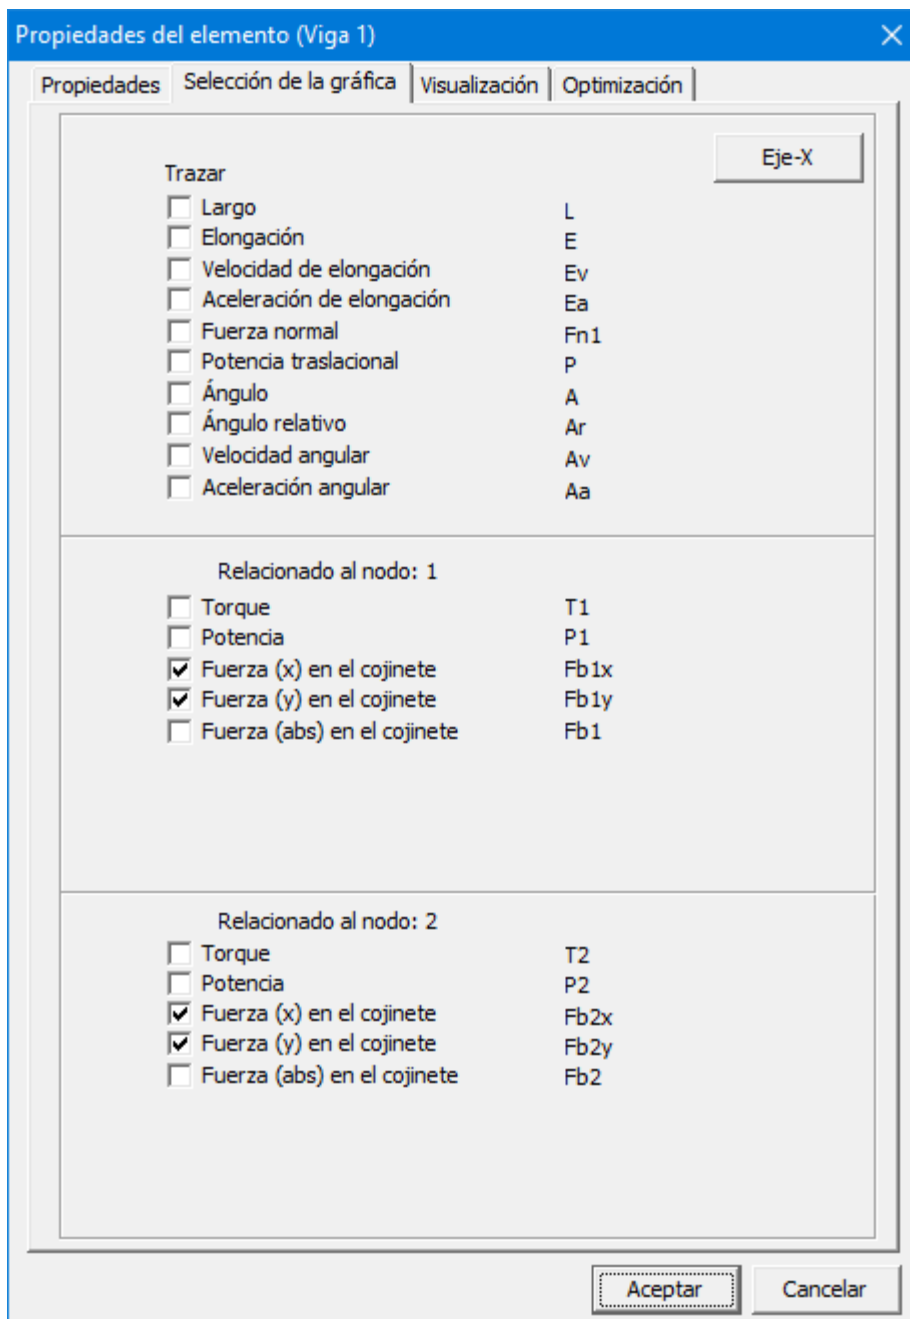 Propiedades del elemento (Viga 1)
Propiedades Selección de la gráfica Visualización Optimización
Eje-X
Trazar
Largo L
Elongación E
Velocidad de elongación Ev
Aceleración de elongación Ea
Fuerza normal Fn1
Potencia traslacional P
Ángulo A
Ángulo relativo Ar
Velocidad angular Av
Aceleración angular Aa
Relacionado al nodo: 1
Torque T1
Potencia P1
Fuerza (x) en el cojinete Fb1x
Fuerza (y) en el cojinete Fb1y
Fuerza (abs) en el cojinete Fb1
Relacionado al nodo: 2
Torque T2
Potencia P2
Fuerza (x) en el cojinete Fb2x
Fuerza (y) en el cojinete Fb2y
Fuerza (abs) en el cojinete Fb2
Aceptar Cancelar